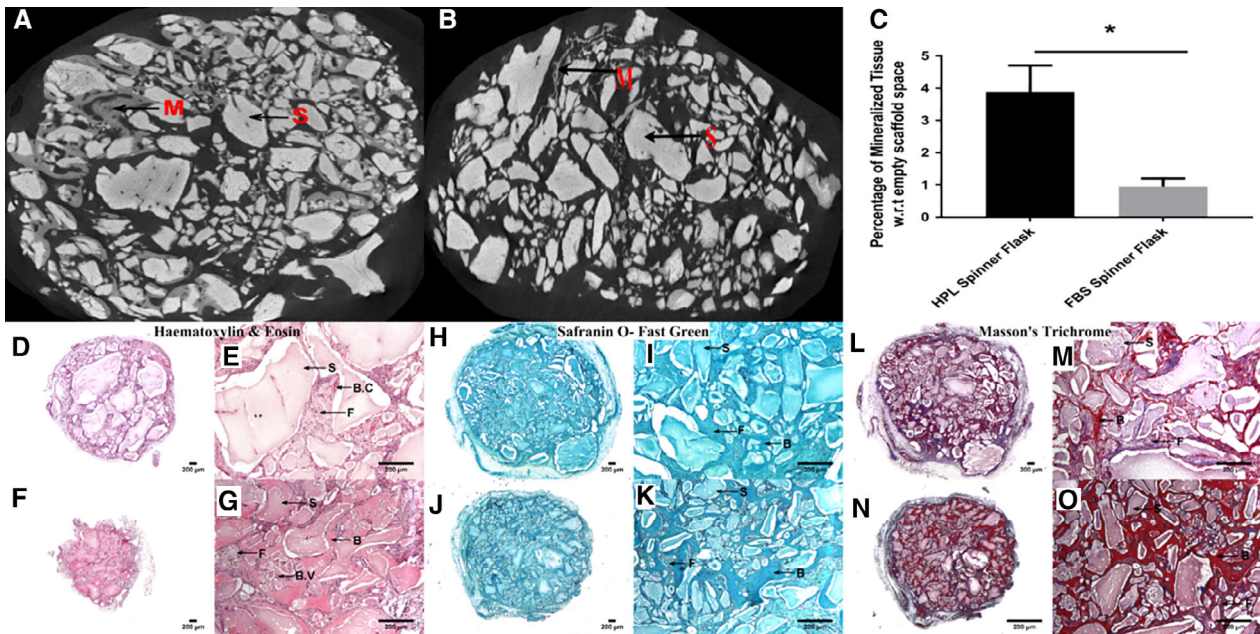 A
M
S
B
M
S
C
*
Percentage of Mineralized Tissue
w.r.t empty scaffold space
5
4
3
2
1
0
HPL Spinner Flask
FBS Spinner Flask
Haematoxylin & Eosin
Safranin O- Fast Green
Masson's Trichrome
D
200 µm
E
S
B.C
F
200 µm
H
200 µm
I
S
F
B
200 µm
L
200 µm
M
S
B
F
200 µm
F
200 µm
G
S
B
F
B.V
200 µm
J
200 µm
K
S
F
B
200 µm
N
200 µm
O
S
B
200 µm